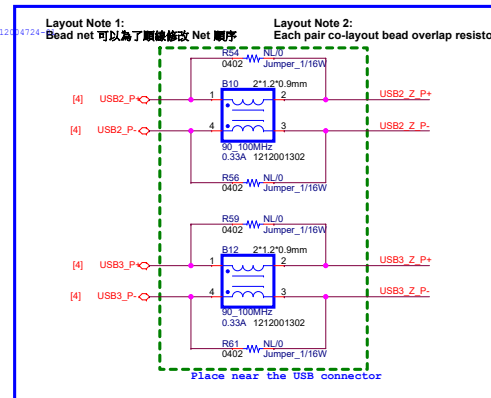 Layout Note 1:
Bead net 可以為了順線修改 Net 順序
Layout Note 2:
Each pair co-layout bead overlap resisto
R54 NL/0
0402 Jumper_1/16W
B10 2*1.2*0.9mm
[4] USB2_P+ 1 2 USB2_Z_P+
[4] USB2_P- 4 3 USB2_Z_P-
90_100MHz
0.33A 1212001302
R56 NL/0
0402 Jumper_1/16W
R59 NL/0
0402 Jumper_1/16W
B12 2*1.2*0.9mm
[4] USB3_P+ 1 2 USB3_Z_P+
[4] USB3_P- 4 3 USB3_Z_P-
90_100MHz
0.33A 1212001302
R61 NL/0
0402 Jumper_1/16W
Place near the USB connector